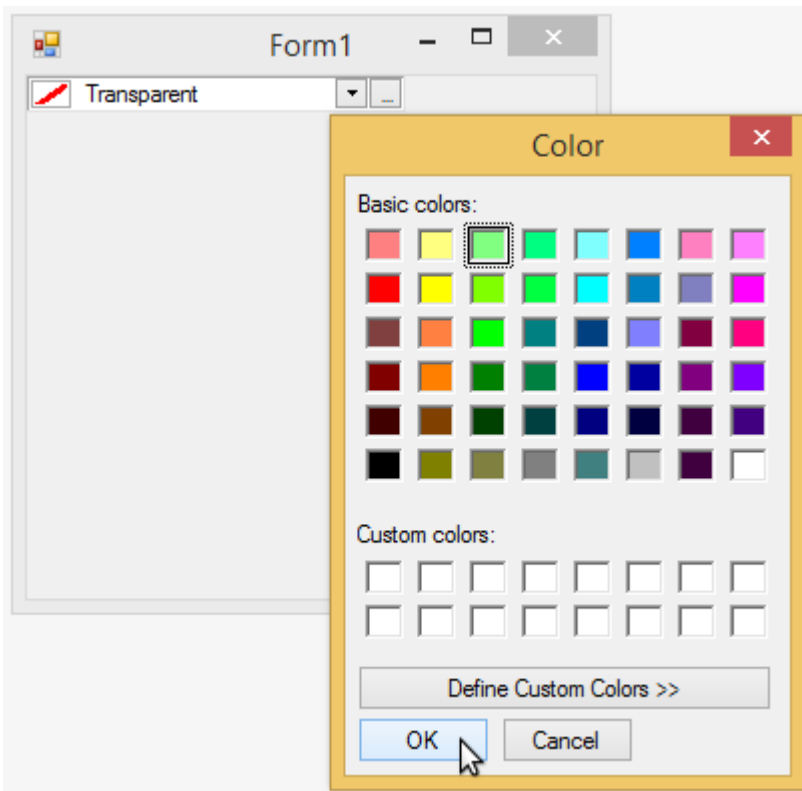 Form1
Transparent
...
Color
Basic colors:
Custom colors:
Define Custom Colors >>
OK
Cancel